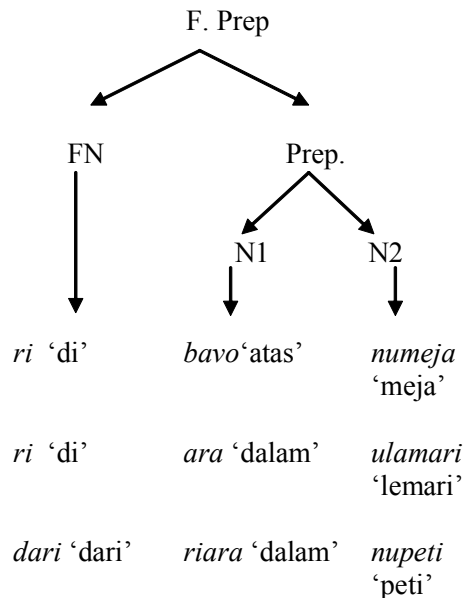 F. Prep
FN Prep.
N1 N2
ri ‘di’ bavo‘atas’ numeja
‘meja’
ri ‘di’ ara ‘dalam’ ulamari
‘lemari’
dari ‘dari’ riara ‘dalam’ nupeti
‘peti’